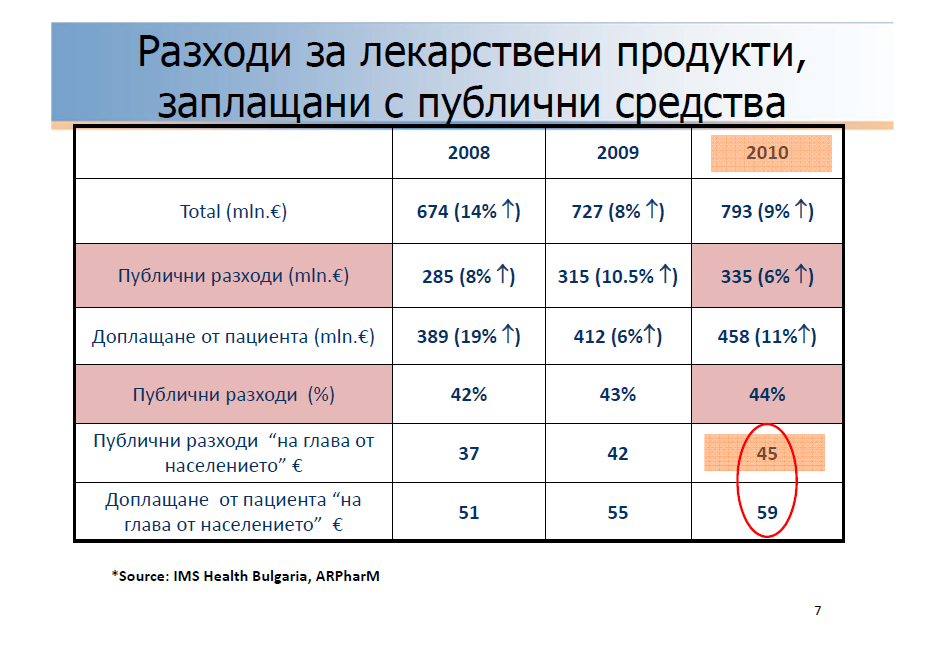 Разходи за лекарствени продукти,
заплащани с публични средства
2008 2009 2010
Total (mln.€) 674 (14% ↑) 727 (8% ↑) 793 (9% ↑)
Публични разходи (mln.€) 285 (8% ↑) 315 (10.5% ↑) 335 (6% ↑)
Доплащане от пациента (mln.€) 389 (19% ↑) 412 (6%↑) 458 (11%↑)
Публични разходи (%) 42% 43% 44%
Публични разходи “на глава от
населението” € 37 42 45
Доплащане от пациента “на
глава от населението” € 51 55 59
*Source: IMS Health Bulgaria, ARPharM
7